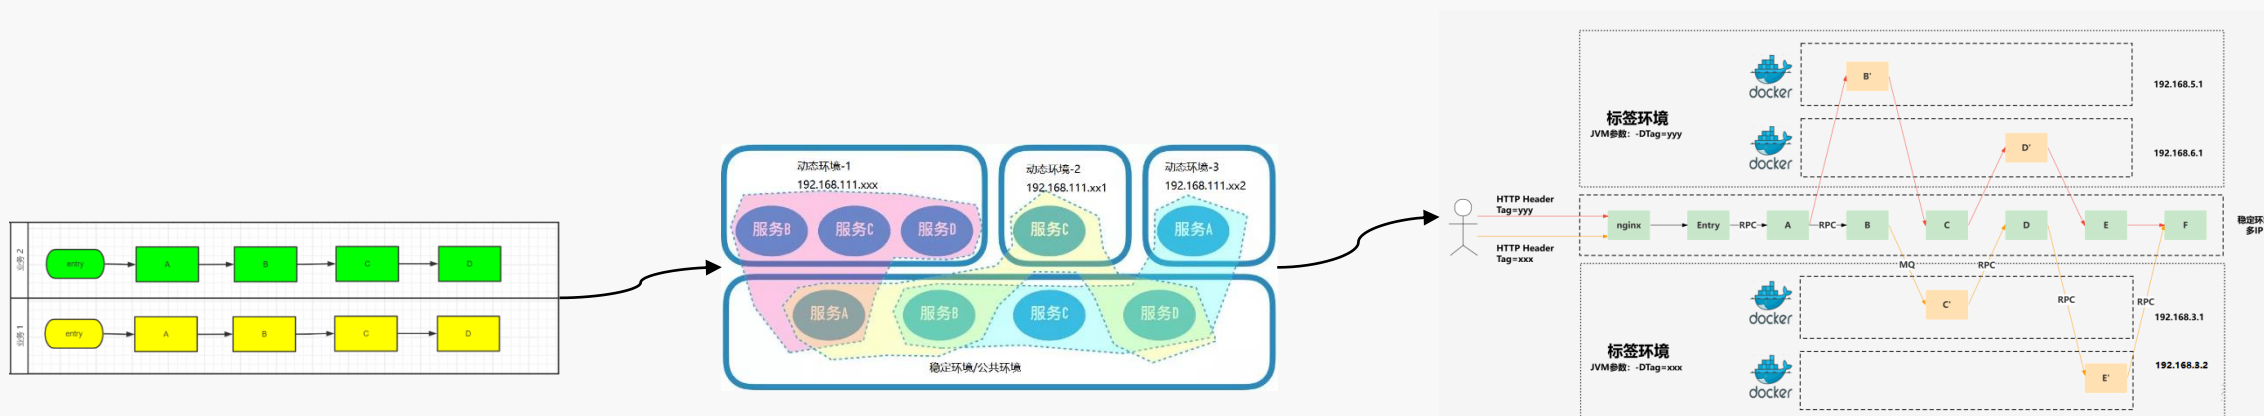 业务 2
entry
A
B
C
D
业务 1
entry
A
B
C
D
动态环境-1
192.168.111.xxx
服务B
服务C
服务D
动态环境-2
192.168.111.xx1
服务C
动态环境-3
192.168.111.xx2
服务A
服务A
服务B
服务C
服务D
稳定环境/公共环境
标签环境
JVM参数：-DTag=yyy
docker
B'
192.168.5.1
docker
D'
192.168.6.1
HTTP Header
Tag=yyy
HTTP Header
Tag=xxx
nginx
Entry
RPC
A
RPC
B
C
D
E
F
稳定环
多IP
MQ
RPC
RPC
RPC
标签环境
JVM参数：-DTag=xxx
docker
C'
192.168.3.1
docker
E'
192.168.3.2